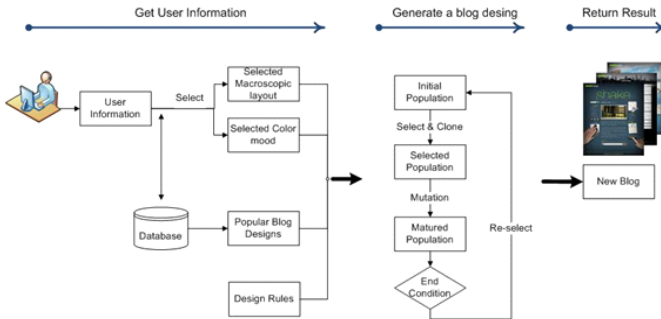 Get User Information
Generate a blog desing
Return Result
User
Information
Select
Selected
Macroscopic
layout
Selected Color
mood
Database
Popular Blog
Designs
Design Rules
Initial
Population
Select & Clone
Selected
Population
Mutation
Matured
Population
Re-select
End
Condition
shake
New Blog